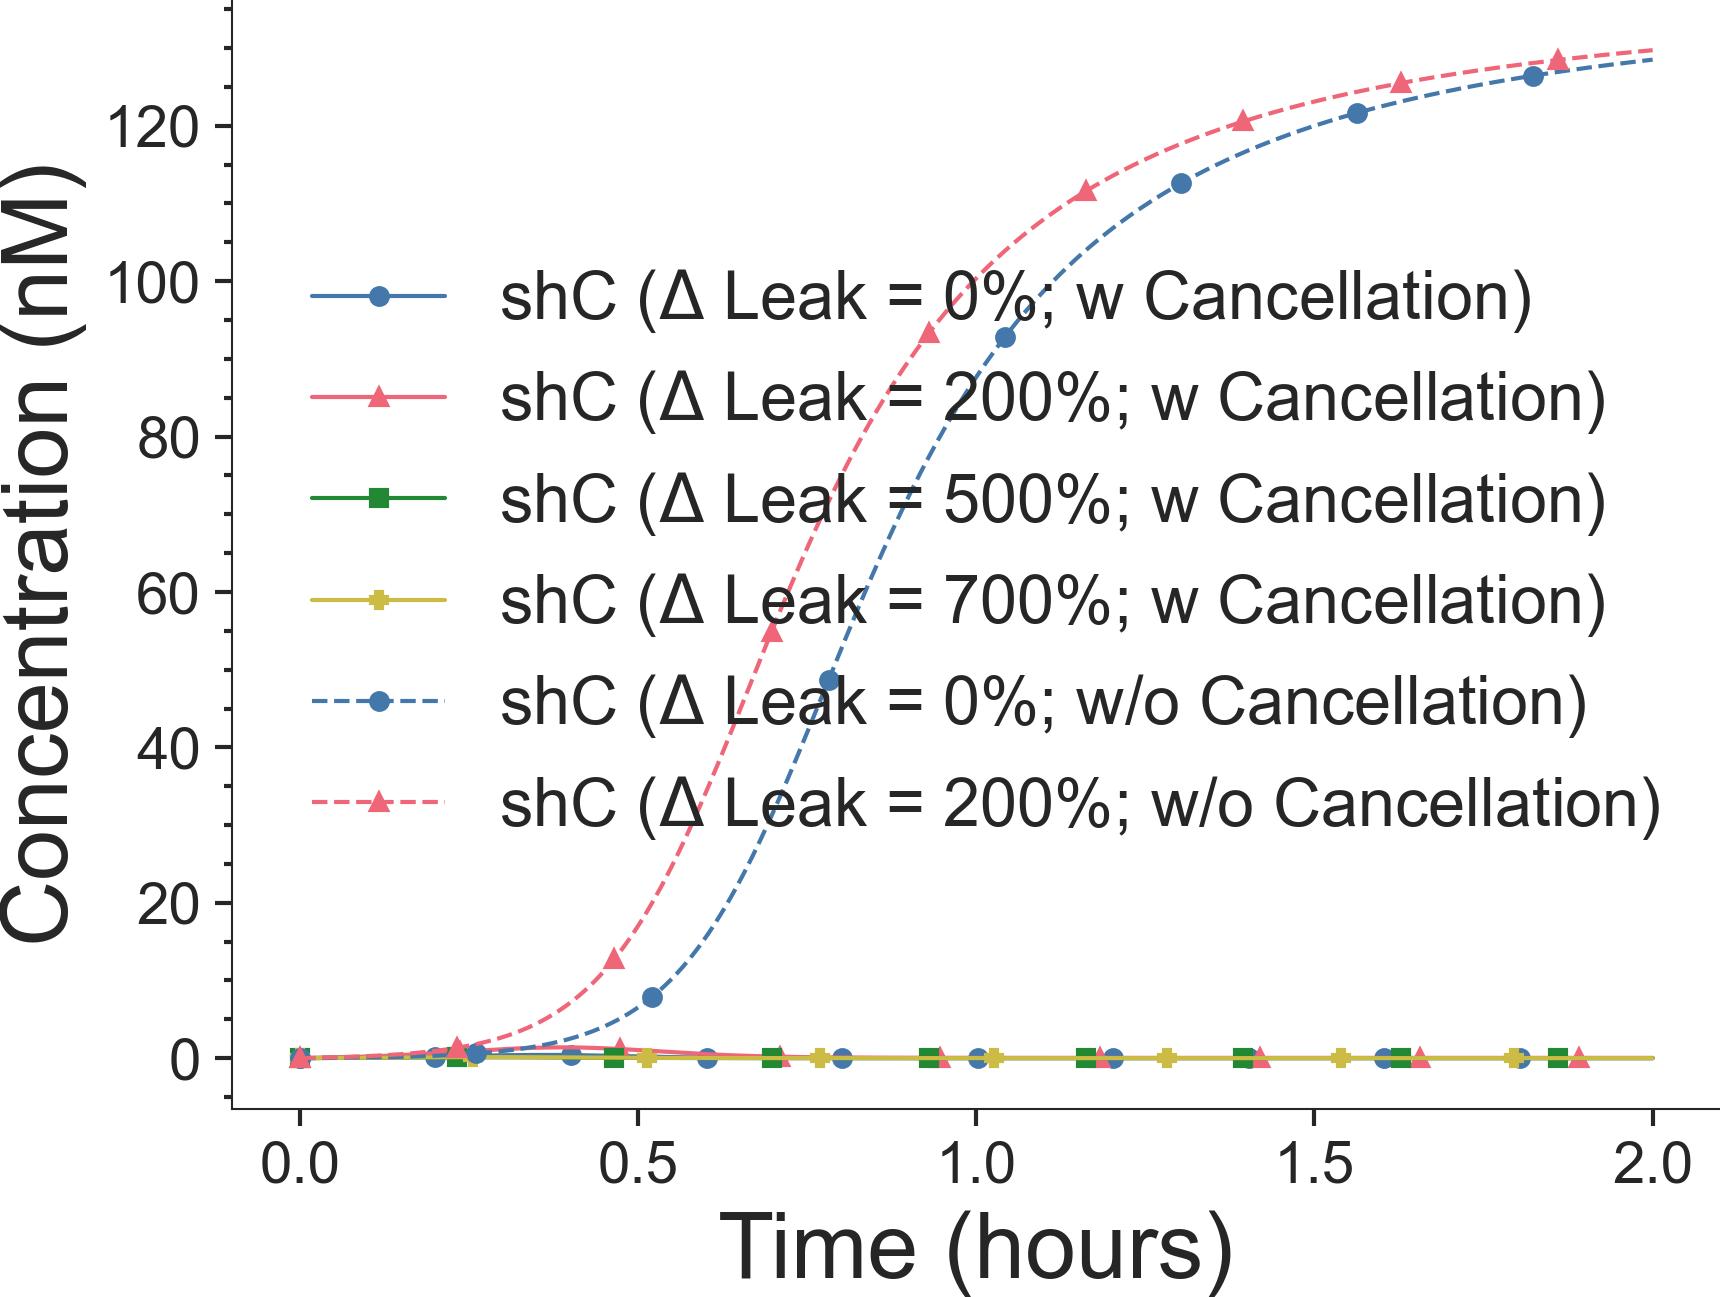 Concentration (nM)
120
100
80
60
40
20
0
shC (Δ Leak = 0%; w Cancellation)
shC (Δ Leak = 200%; w Cancellation)
shC (Δ Leak = 500%; w Cancellation)
shC (Δ Leak = 700%; w Cancellation)
shC (Δ Leak = 0%; w/o Cancellation)
shC (Δ Leak = 200%; w/o Cancellation)
0.0 0.5 1.0 1.5 2.0
Time (hours)